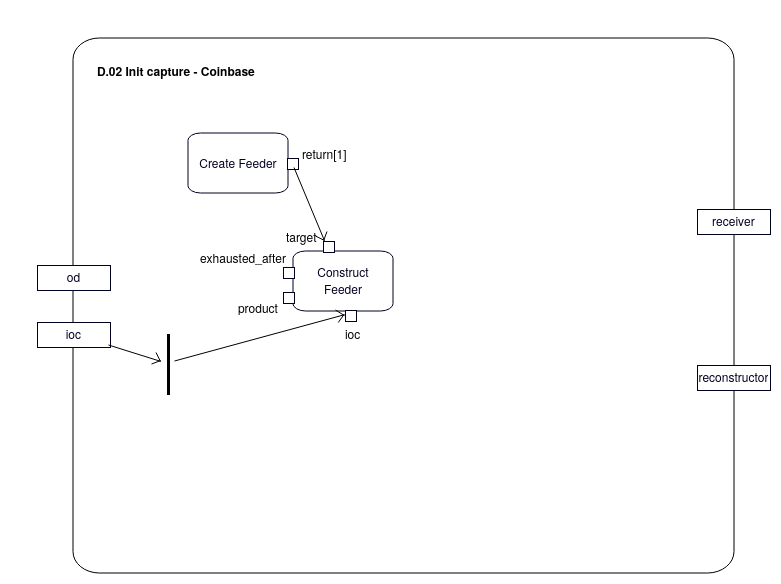 D.02 Init capture - Coinbase
Create Feeder
return[1]
receiver
target
exhausted_after
Construct
Feeder
od
product
ioc
ioc
reconstructor